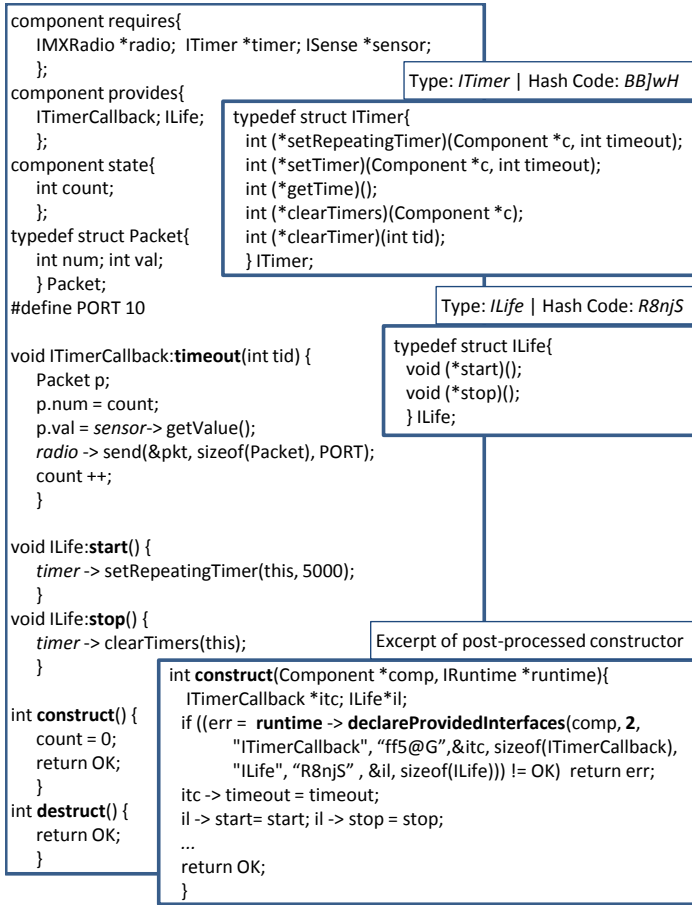 component requires{
IMXRadio *radio;  ITimer *timer; ISense *sensor;
};
component provides{
ITimerCallback; ILife;
};
component state{
int count;
};
typedef struct Packet{
int num; int val;
} Packet;
#define PORT 10
void ITimerCallback:timeout(int tid) {
Packet p;
p.num = count;
p.val = sensor-> getValue();
radio -> send(&pkt, sizeof(Packet), PORT);
count ++;
}
void ILife:start() {
timer -> setRepeatingTimer(this, 5000);
}
void ILife:stop() {
timer -> clearTimers(this);
}
int construct() {
count = 0;
return OK;
}
int destruct() {
return OK;
}
Type: ITimer | Hash Code: BB]wH
typedef struct ITimer{
int (*setRepeatingTimer)(Component *c, int timeout);
int (*setTimer)(Component *c, int timeout);
int (*getTime)();
int (*clearTimers)(Component *c);
int (*clearTimer)(int tid);
} ITimer;
Type: ILife | Hash Code: R8njS
typedef struct ILife{
void (*start)();
void (*stop)();
} ILife;
Excerpt of post-processed constructor
int construct(Component *comp, IRuntime *runtime){
ITimerCallback *itc; ILife*il;
if ((err =  runtime -> declareProvidedInterfaces(comp, 2,
"ITimerCallback", “ff5@G”,&itc, sizeof(ITimerCallback),
"ILife", “R8njS” , &il, sizeof(ILife))) != OK)  return err;
itc -> timeout = timeout;
il -> start= start; il -> stop = stop;
...
return OK;
}